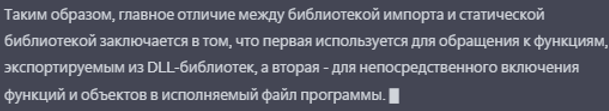 Таким образом, главное отличие между библиотекой импорта и статической
библиотекой заключается в том, что первая используется для обращения к функциям,
экспортируемым из DLL-библиотек, а вторая - для непосредственного включения
функций и объектов в исполняемый файл программы.